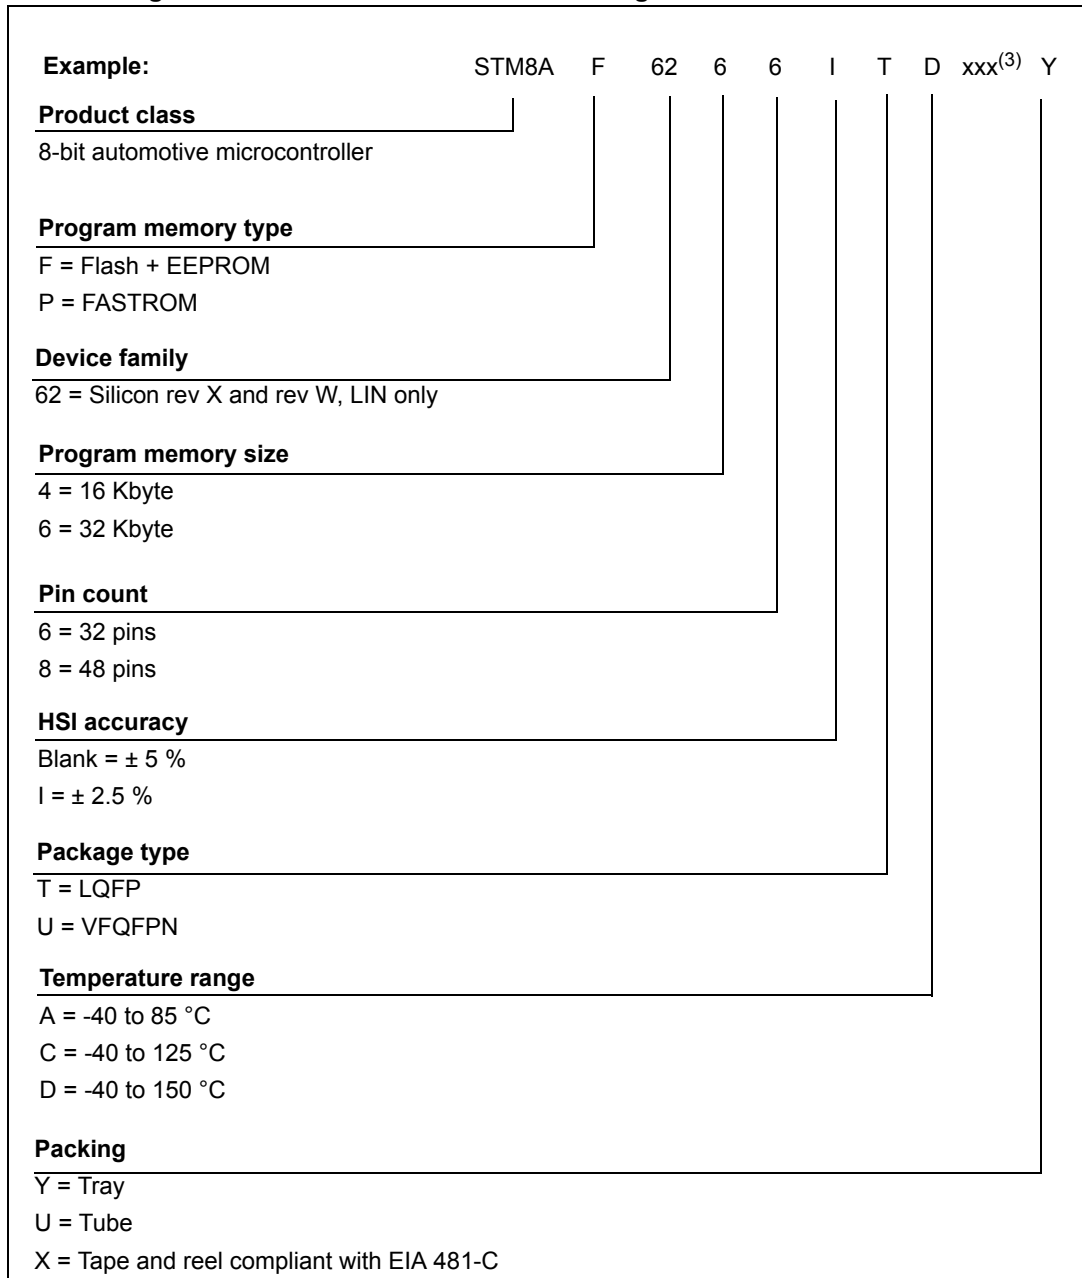 Example: STM8A F 62 6 6 I T D xxx(3) Y
Product class
8-bit automotive microcontroller
Program memory type
F = Flash + EEPROM
P = FASTROM
Device family
62 = Silicon rev X and rev W, LIN only
Program memory size
4 = 16 Kbyte
6 = 32 Kbyte
Pin count
6 = 32 pins
8 = 48 pins
HSI accuracy
Blank = ± 5 %
I = ± 2.5 %
Package type
T = LQFP
U = VFQFPN
Temperature range
A = -40 to 85 °C
C = -40 to 125 °C
D = -40 to 150 °C
Packing
Y = Tray
U = Tube
X = Tape and reel compliant with EIA 481-C